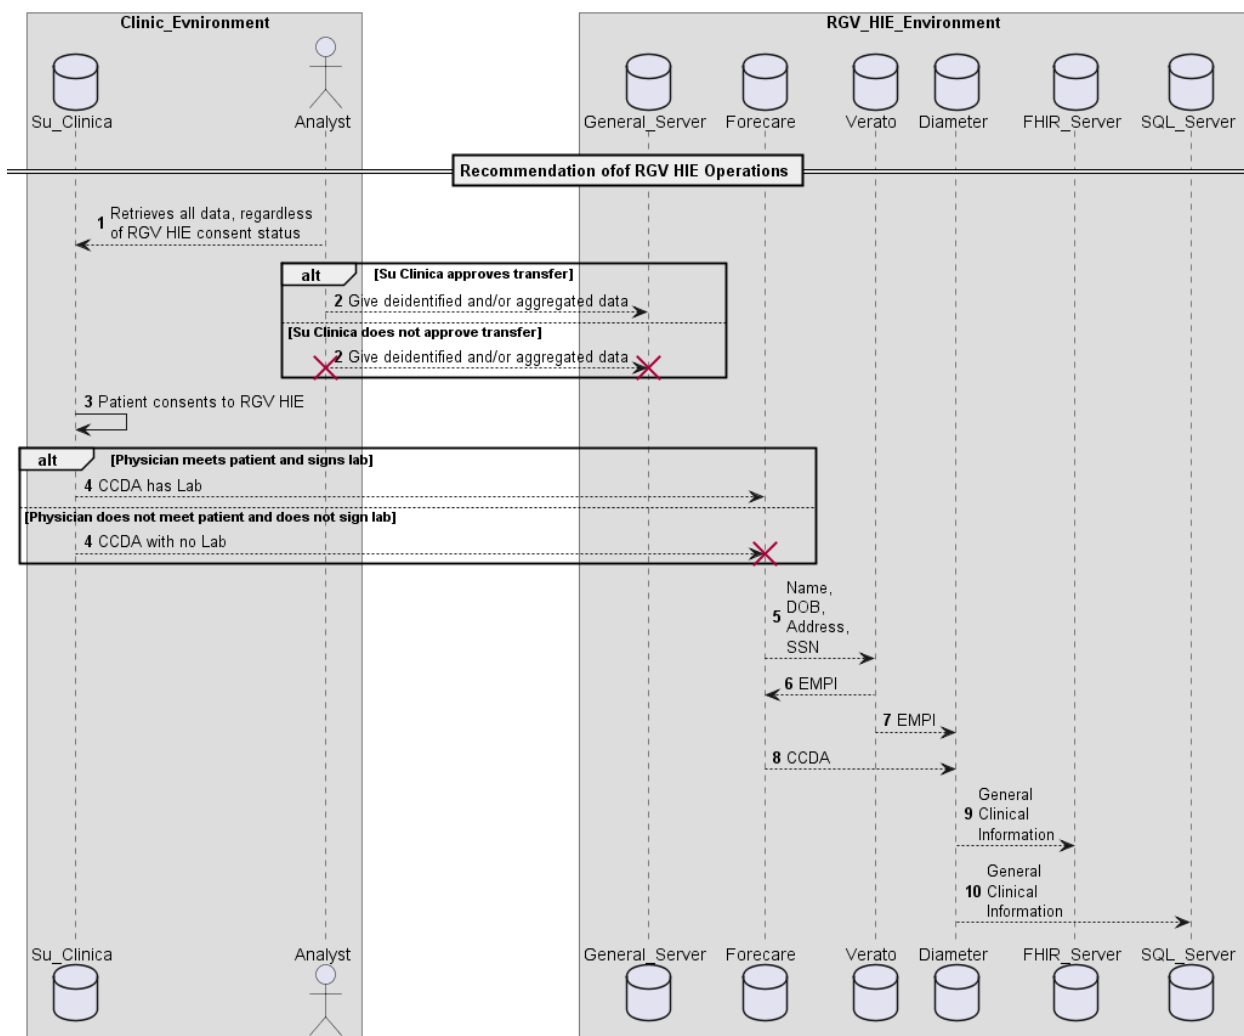 Clinic_Evnironment
RGV_HIE_Environment
Su_Clinica
Analyst
General_Server
Forecare
Verato
Diameter
FHIR_Server
SQL_Server
Recommendation ofof RGV HIE Operations
1 Retrieves all data, regardless
of RGV HIE consent status
alt [Su Clinica approves transfer]
2 Give deidentified and/or aggregated data
[Su Clinica does not approve transfer]
2 Give deidentified and/or aggregated data
3 Patient consents to RGV HIE
alt [Physician meets patient and signs lab]
4 CCDA has Lab
[Physician does not meet patient and does not sign lab]
4 CCDA with no Lab
Name,
5 DOB,
Address,
SSN
6 EMPI
7 EMPI
8 CCDA
General
9 Clinical
Information
General
10 Clinical
Information
Su_Clinica
Analyst
General_Server
Forecare
Verato
Diameter
FHIR_Server
SQL_Server